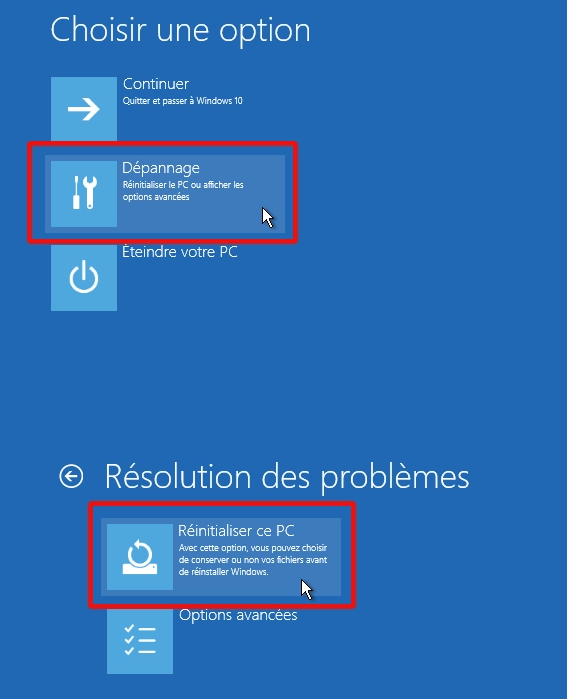 Choisir une option
Continuer
Quitter et passer à Windows 10
Dépannage
Réinitialiser le PC ou afficher les
options avancées
Éteindre votre PC
Résolution des problèmes
Réinitialiser ce PC
Avec cette option, vous pouvez choisir
de conserver ou non vos fichiers avant
de réinstaller Windows.
Options avancées